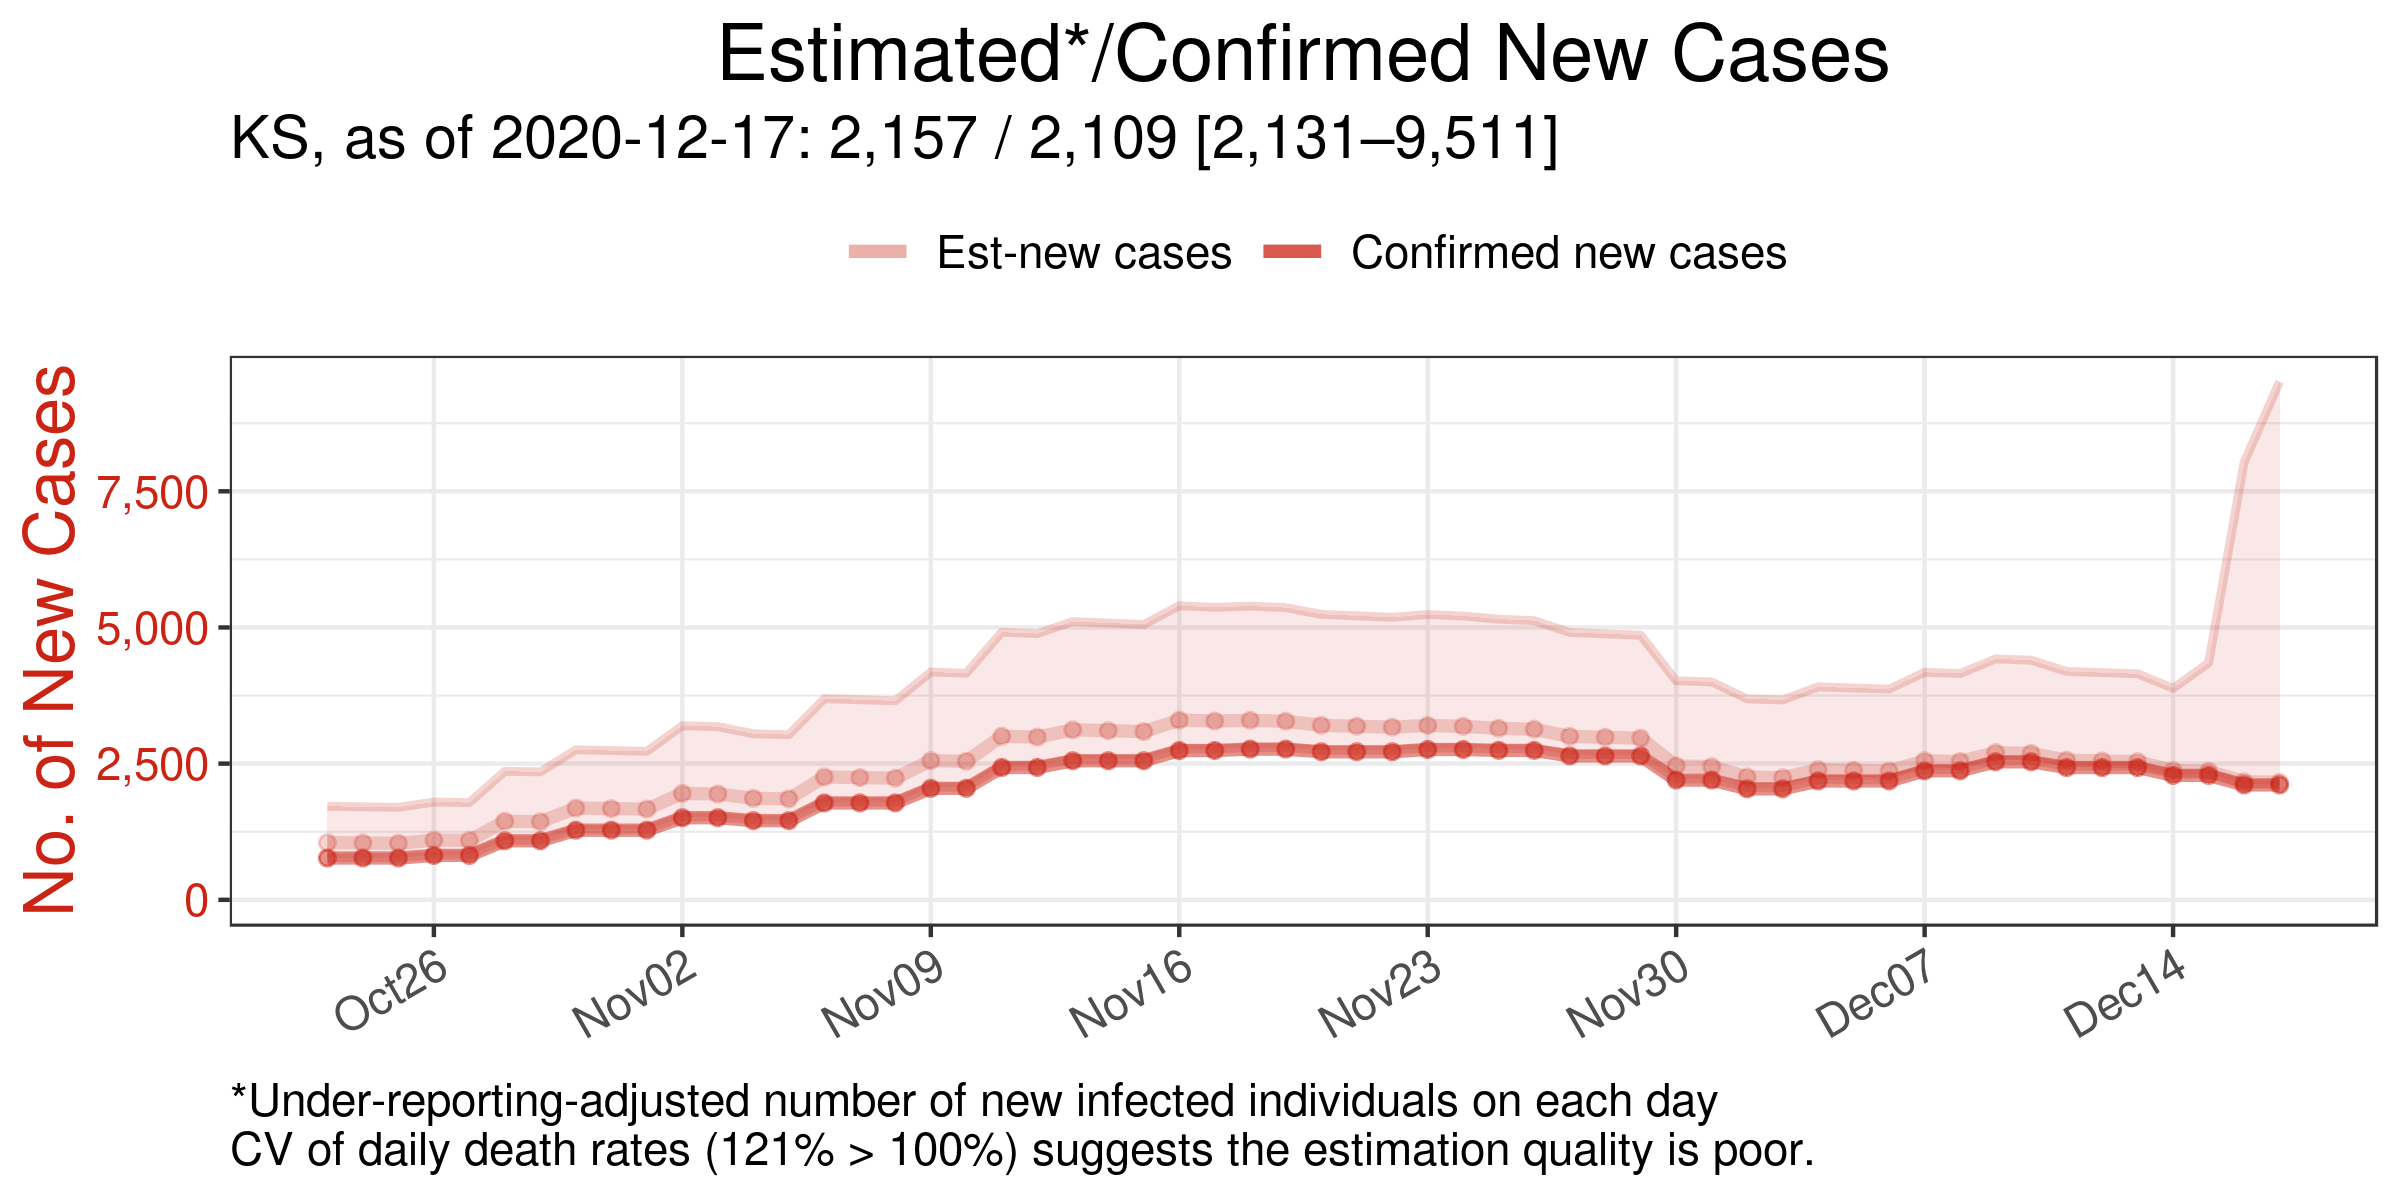 Estimated*/Confirmed New Cases
KS, as of 2020-12-17: 2,157 / 2,109 [2,131–9,511]
Est-new cases
Confirmed new cases
No. of New Cases
7,500
5,000
2,500
0
Oct26
Nov02
Nov09
Nov16
Nov23
Nov30
Dec07
Dec14
*Under-reporting-adjusted number of new infected individuals on each day
CV of daily death rates (121% > 100%) suggests the estimation quality is poor.